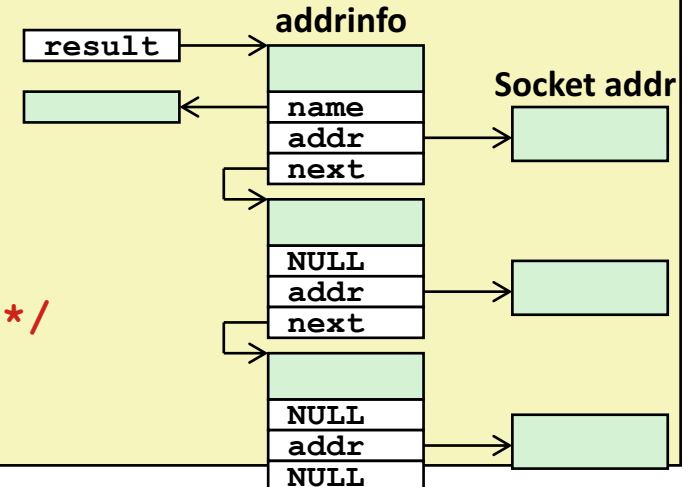 addrinfo
result
Socket addr
name
addr
next
NULL
addr
*/
next
NULL
addr
NULL